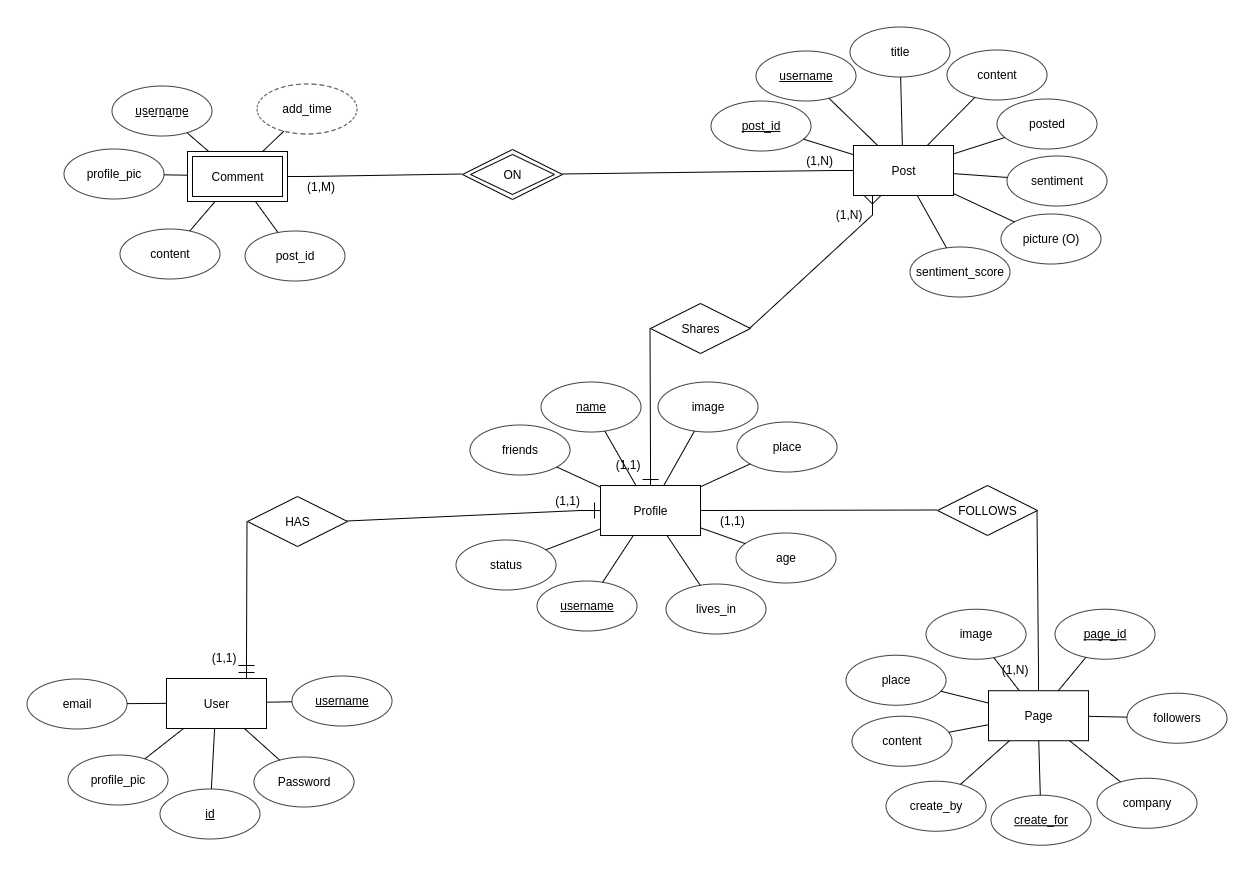 title
username
content
username
add_time
post_id
posted
(1,N)
profile_pic
Comment
ON
Post
sentiment
(1,M)
(1,N)
content
post_id
picture (O)
sentiment_score
Shares
name
image
friends
place
(1,1)
(1,1)
HAS
Profile
FOLLOWS
(1,1)
status
age
username
lives_in
image
page_id
(1,1)
(1,N)
place
email
User
username
Page
followers
content
profile_pic
Password
id
create_by
create_for
company